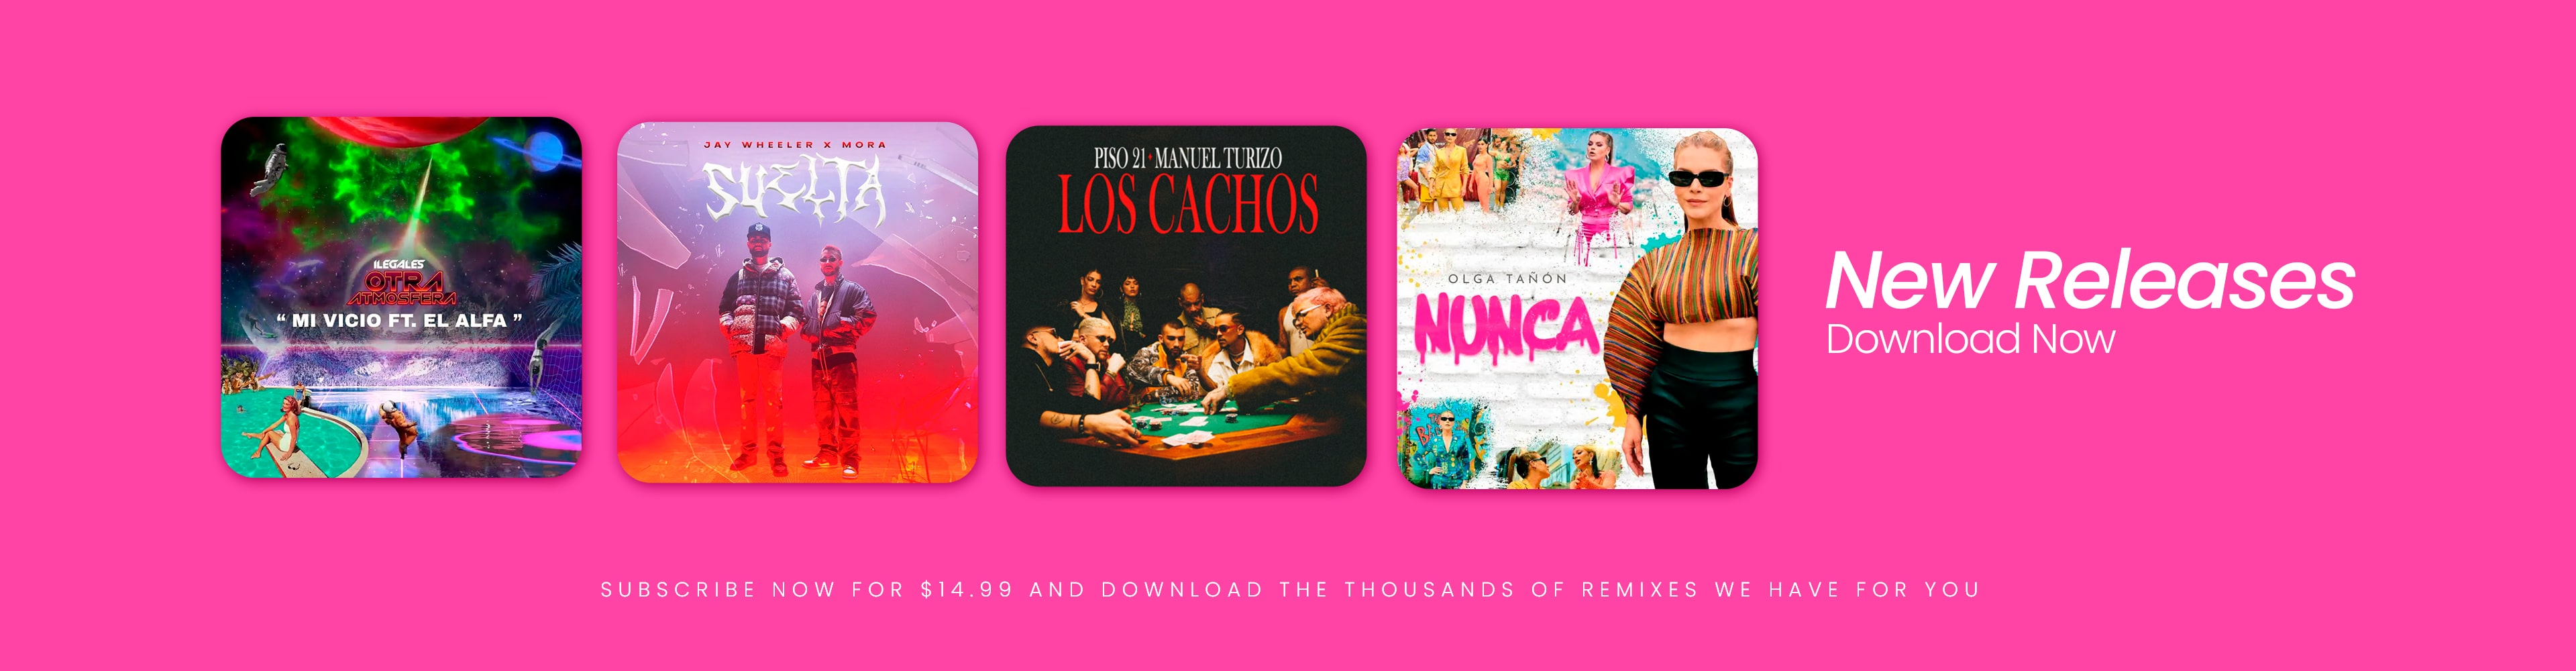 ILEGALES
OTRA
ATMOSFERA
“ MI VICIO FT. EL ALFA ”
JAY WHEELER X MORA
SUELTA
PISO 21 • MANUEL TURIZO
LOS CACHOS
OLGA TAÑÓN
NUNCA
New Releases
Download Now
SUBSCRIBE NOW FOR $14.99 AND DOWNLOAD THE THOUSANDS OF REMIXES WE HAVE FOR YOU